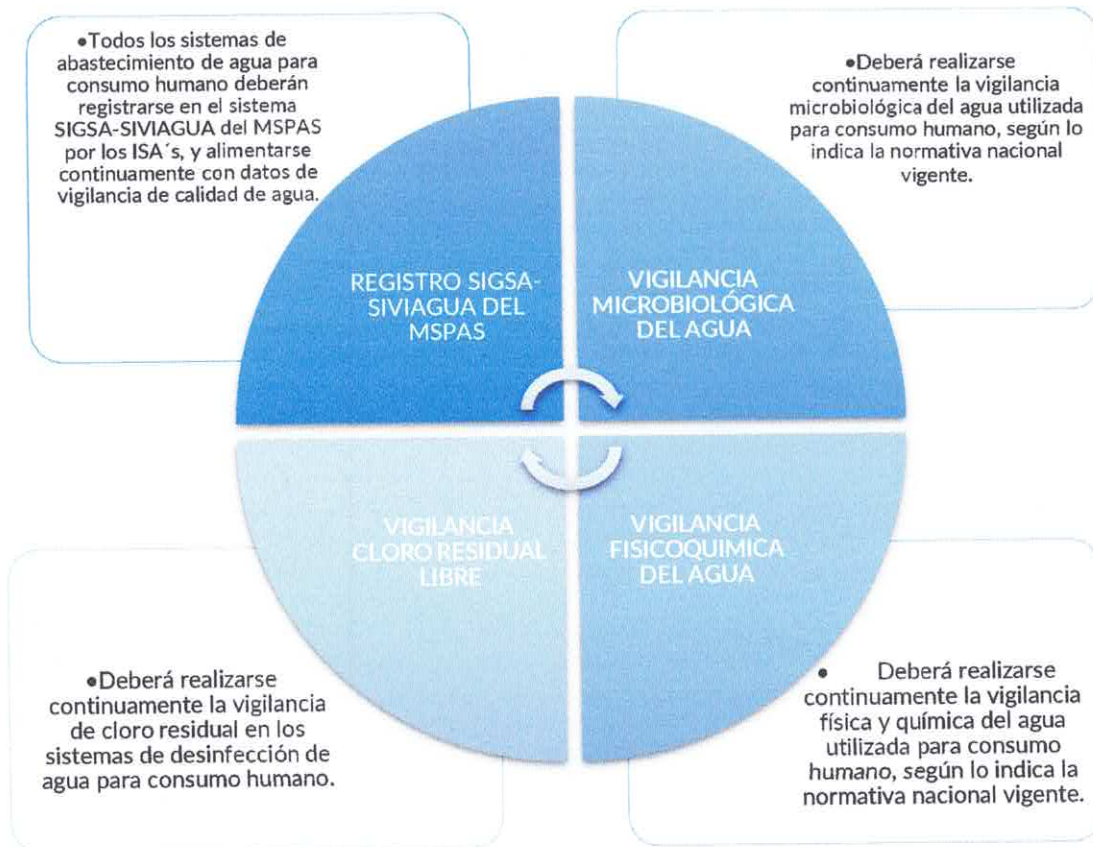 •Todos los sistemas de
abastecimiento de agua para
consumo humano deberán
registrarse en el sistema
SIGSA-SIVIAGUA del MSPAS
por los ISA´s, y alimentarse
continuamente con datos de
vigilancia de calidad de agua.
•Deberá realizarse
continuamente la vigilancia
microbiológica del agua utilizada
para consumo humano, según lo
indica la normativa nacional
vigente.
REGISTRO SIGSA-
SIVIAGUA DEL
MSPAS
VIGILANCIA
MICROBIOLÓGICA
DEL AGUA
VIGILANCIA
CLORO RESIDUAL
LIBRE
VIGILANCIA
FISICOQUIMICA
DEL AGUA
•Deberá realizarse
continuamente la vigilancia
de cloro residual en los
sistemas de desinfección de
agua para consumo humano.
• Deberá realizarse
continuamente la vigilancia
física y química del agua
utilizada para consumo
humano, según lo indica la
normativa nacional vigente.